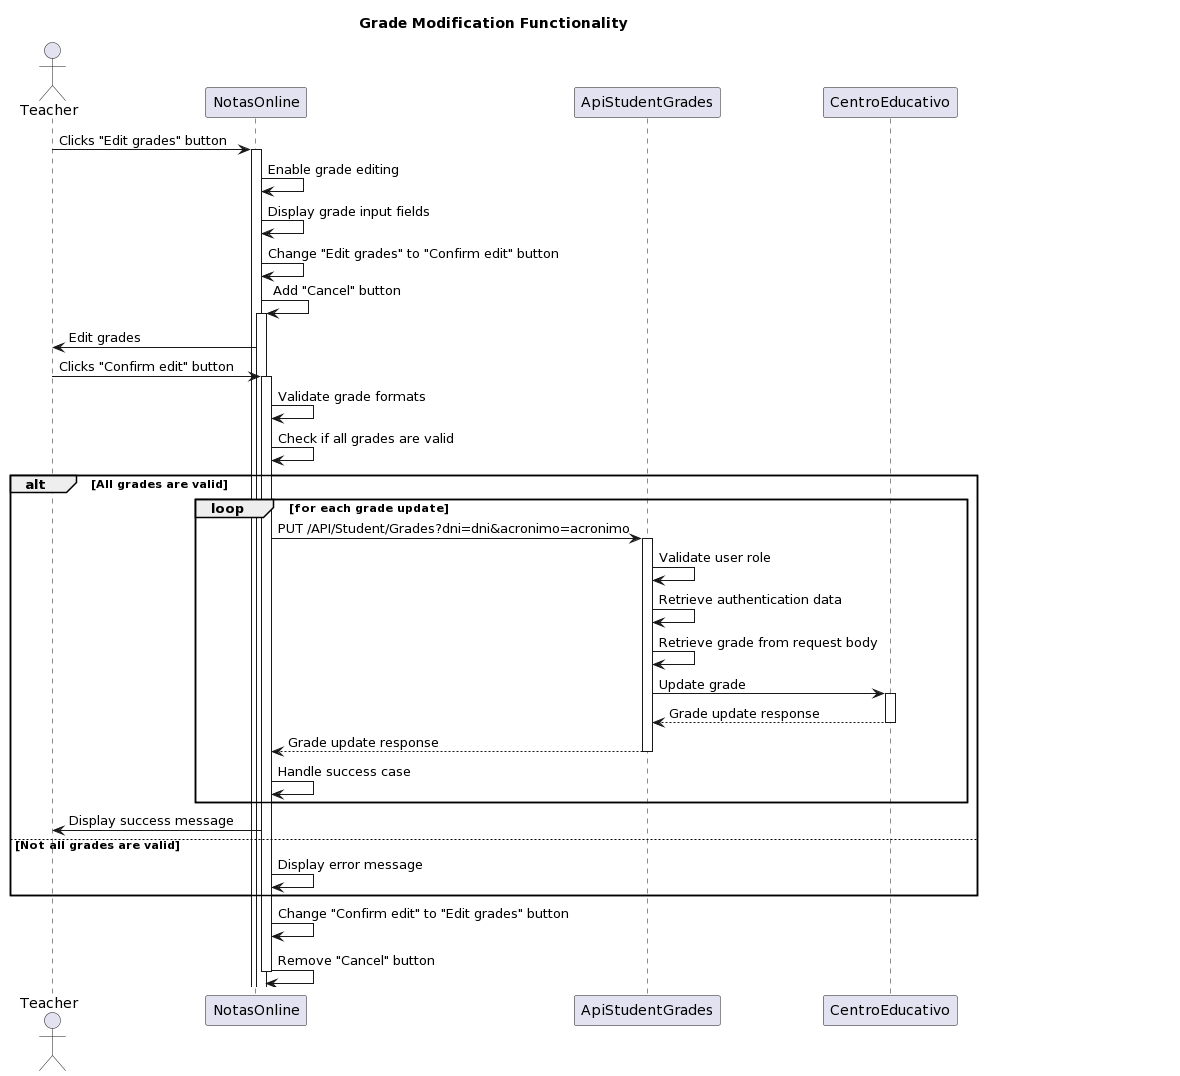 Grade Modification Functionality
Teacher
NotasOnline
ApiStudentGrades
CentroEducativo
Clicks "Edit grades" button
Enable grade editing
Display grade input fields
Change "Edit grades" to "Confirm edit" button
Add "Cancel" button
Edit grades
Clicks "Confirm edit" button
Validate grade formats
Check if all grades are valid
alt [All grades are valid]
loop [for each grade update]
PUT /API/Student/Grades?dni=dni&acronimo=acronimo
Validate user role
Retrieve authentication data
Retrieve grade from request body
Update grade
Grade update response
Grade update response
Handle success case
Display success message
[Not all grades are valid]
Display error message
Change "Confirm edit" to "Edit grades" button
Remove "Cancel" button
Teacher
NotasOnline
ApiStudentGrades
CentroEducativo